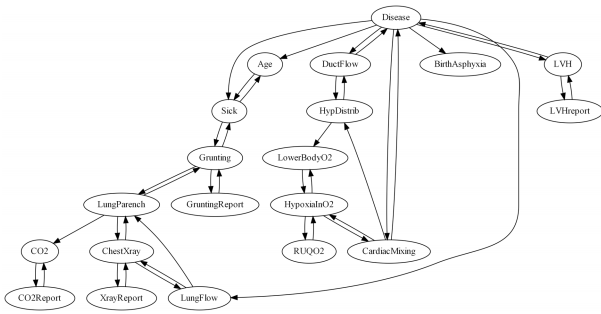 Disease
Age
DuctFlow
BirthAsphyxia
LVH
Sick
HypDistrib
LVHreport
Grunting
LowerBodyO2
LungParench
GruntingReport
HypoxiaInO2
CO2
ChestXray
RUQO2
CardiacMixing
CO2Report
XrayReport
LungFlow